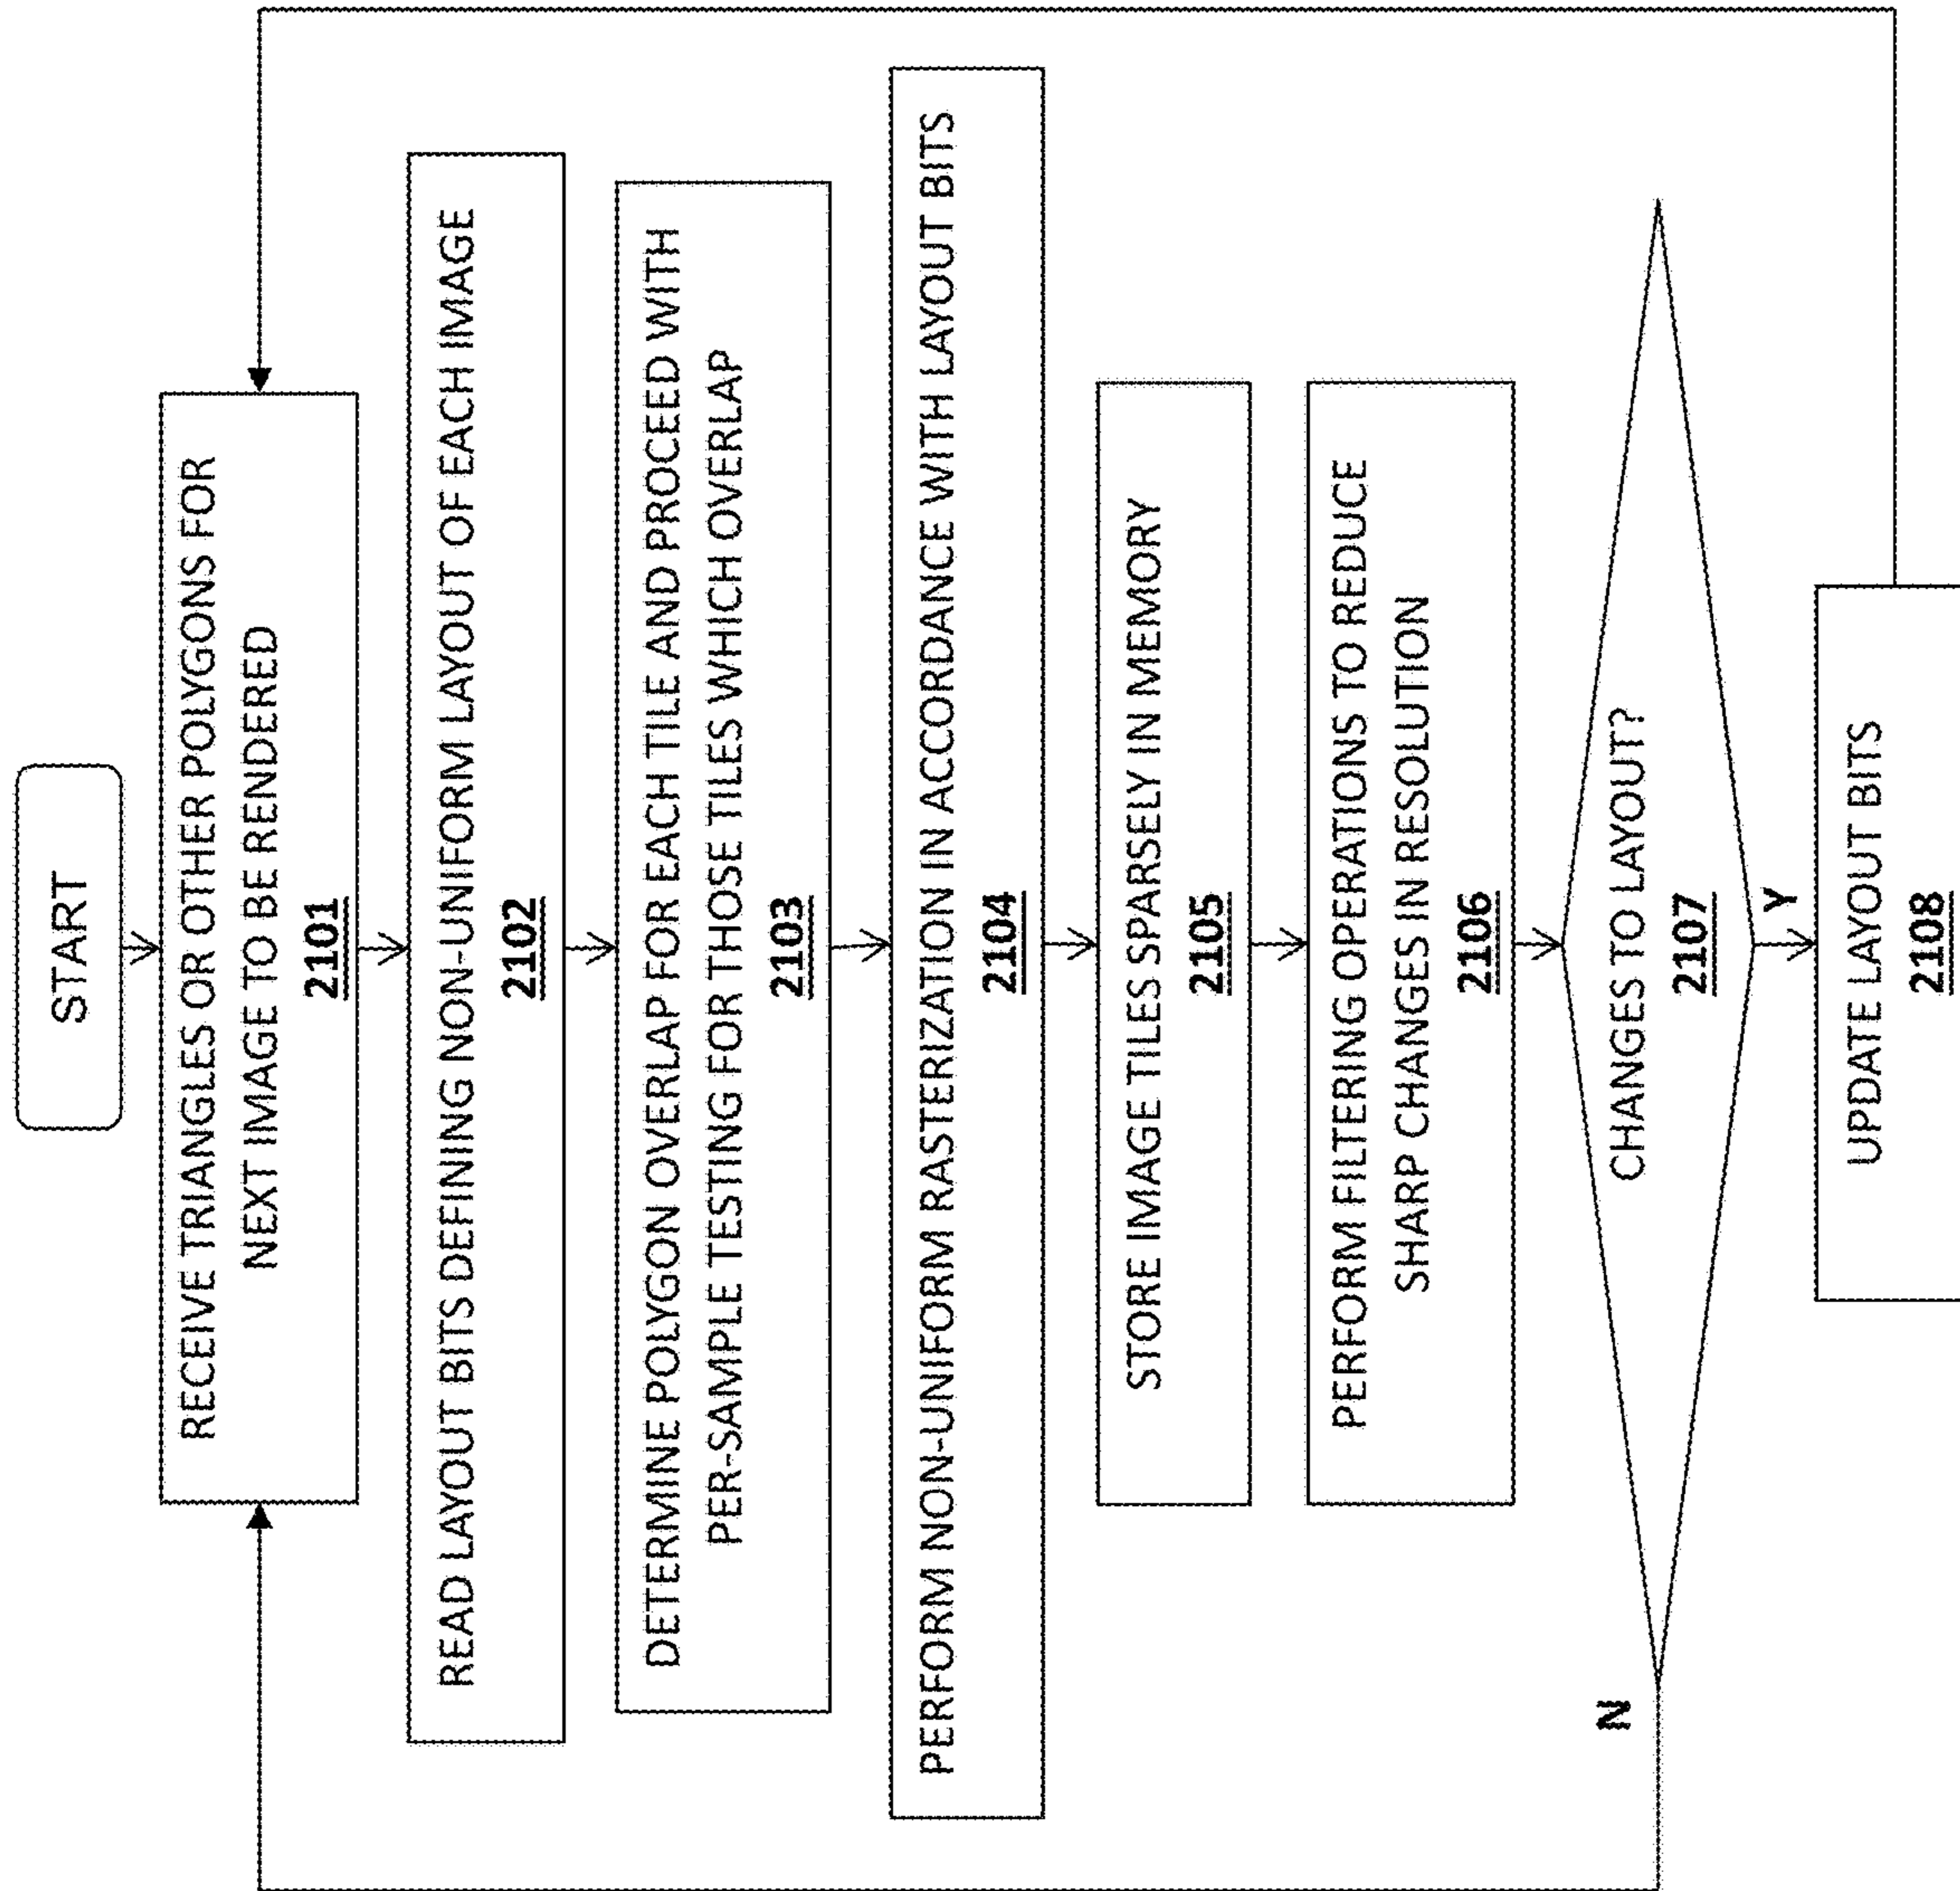 START
RECEIVE TRIANGLES OR OTHER POLYGONS FOR
NEXT IMAGE TO BE RENDERED
2101
READ LAYOUT BITS DEFINING NON-UNIFORM LAYOUT OF EACH IMAGE
2102
DETERMINE POLYGON OVERLAP FOR EACH TILE AND PROCEED WITH
PER-SAMPLE TESTING FOR THOSE TILES WHICH OVERLAP
2103
PERFORM NON-UNIFORM RASTERIZATION IN ACCORDANCE WITH LAYOUT BITS
2104
STORE IMAGE TILES SPARSELY IN MEMORY
2105
PERFORM FILTERING OPERATIONS TO REDUCE
SHARP CHANGES IN RESOLUTION
2106
N
CHANGES TO LAYOUT?
2107
Y
UPDATE LAYOUT BITS
2108